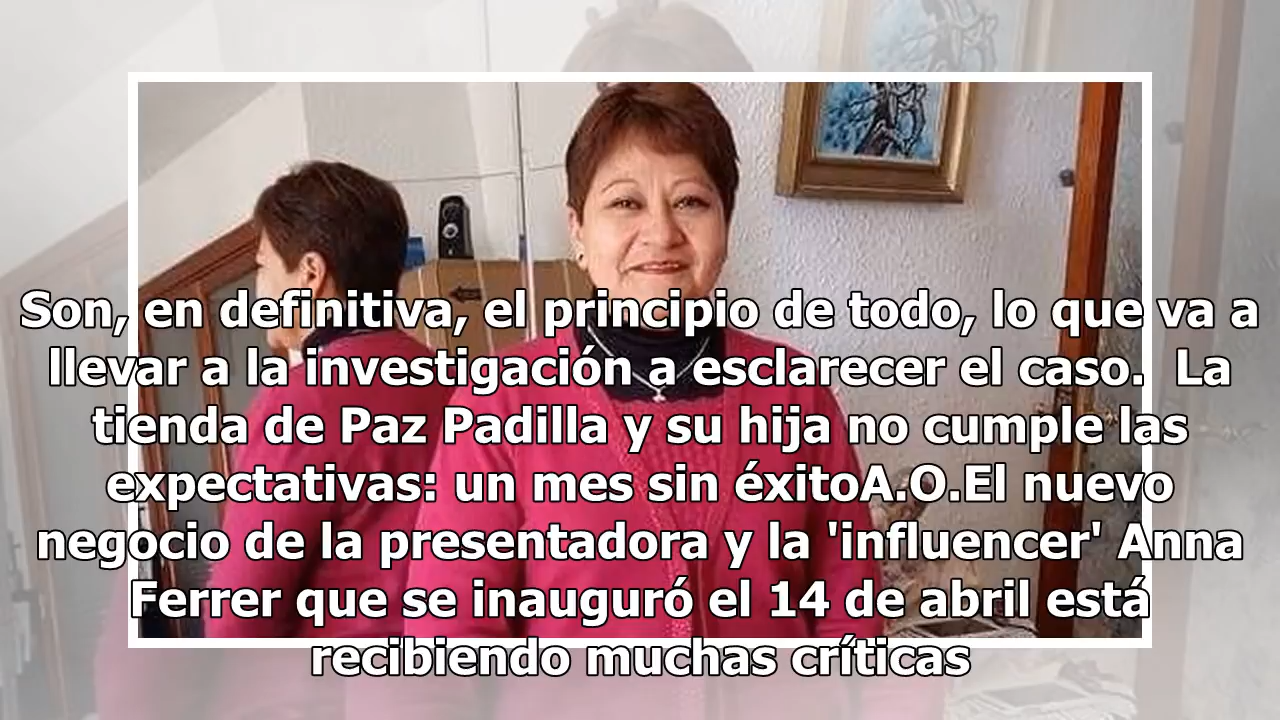 Son, en definitiva, el principio de todo, lo que va a
llevar a la investigación a esclarecer el caso.  La
tienda de Paz Padilla y su hija no cumple las
expectativas: un mes sin éxitoA.O.El nuevo
negocio de la presentadora y la 'influencer' Anna
Ferrer que se inauguró el 14 de abril está
recibiendo muchas críticas